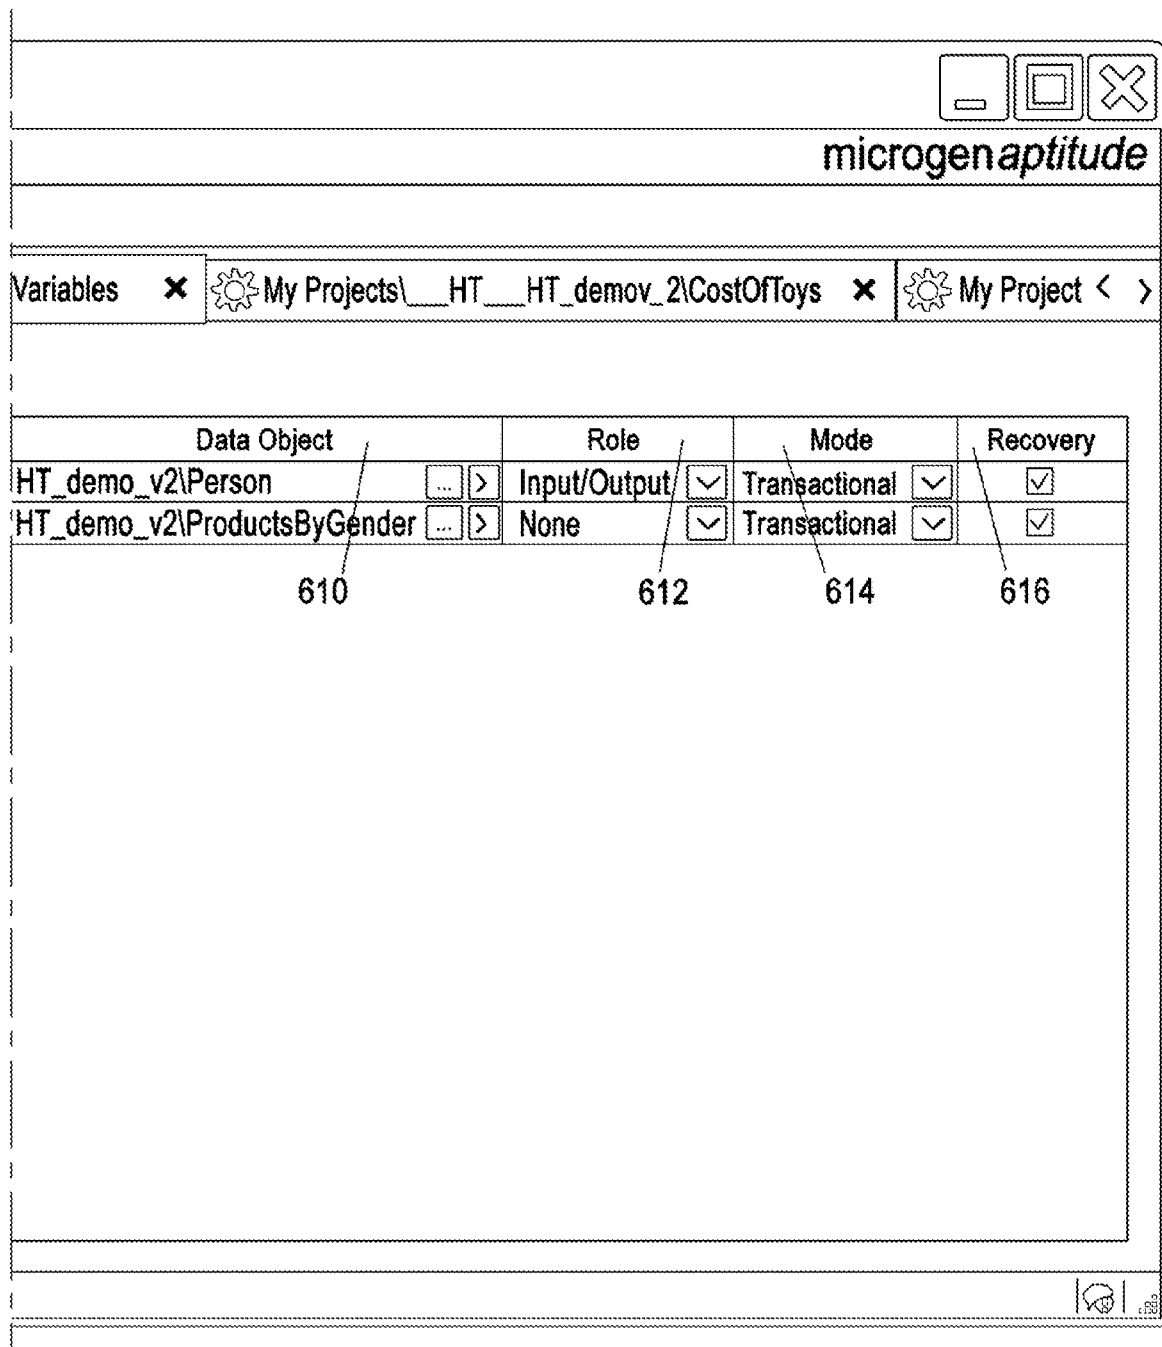 microgenaptitude
Variables My Projects\___HT___HT_demov_2\CostOfToys My Project < >
Data Object Role Mode Recovery
HT_demo_v2\Person ... > Input/Output Transactional
HT_demo_v2\ProductsByGender ... > None Transactional
610 612 614 616